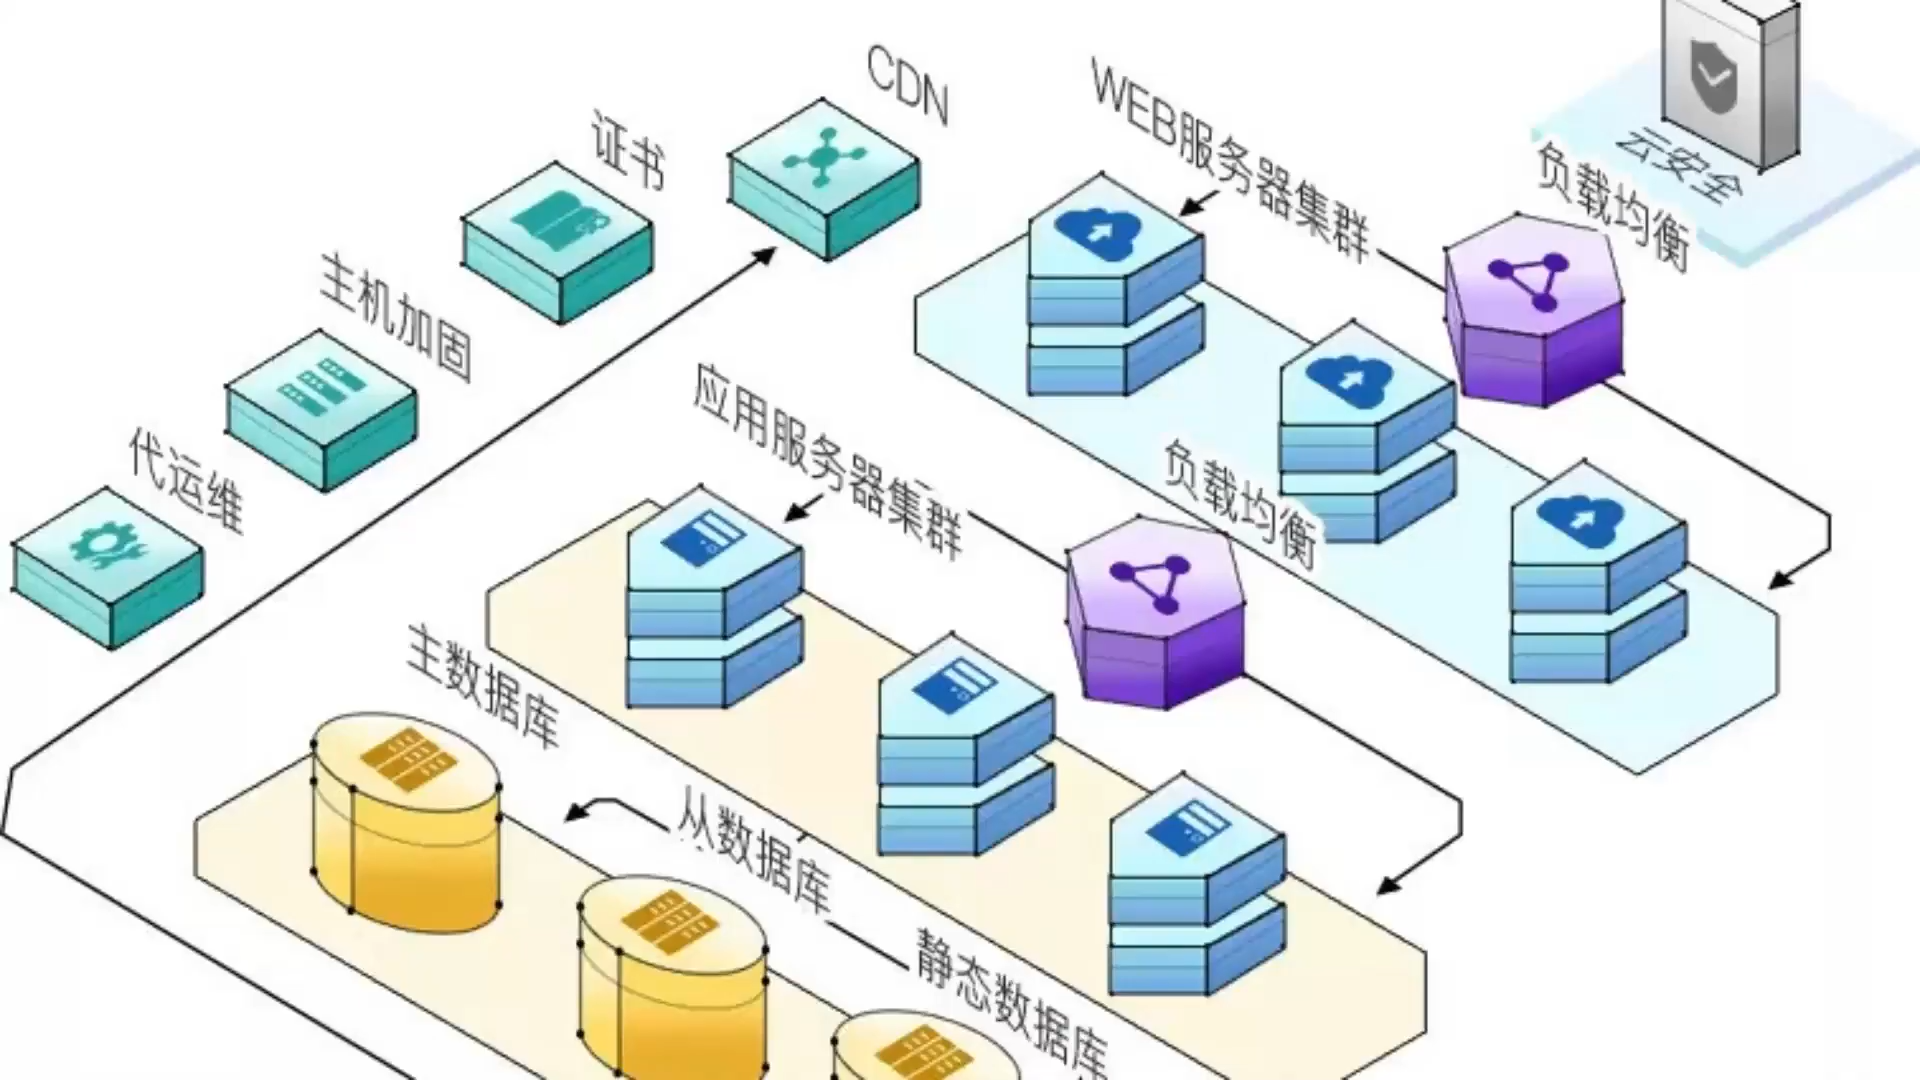 CDN
WEB服务器集群
云安全
负载均衡
证书
主机加固
代运维
应用服务器集群
负载均衡
主数据库
从数据库
静态数据库